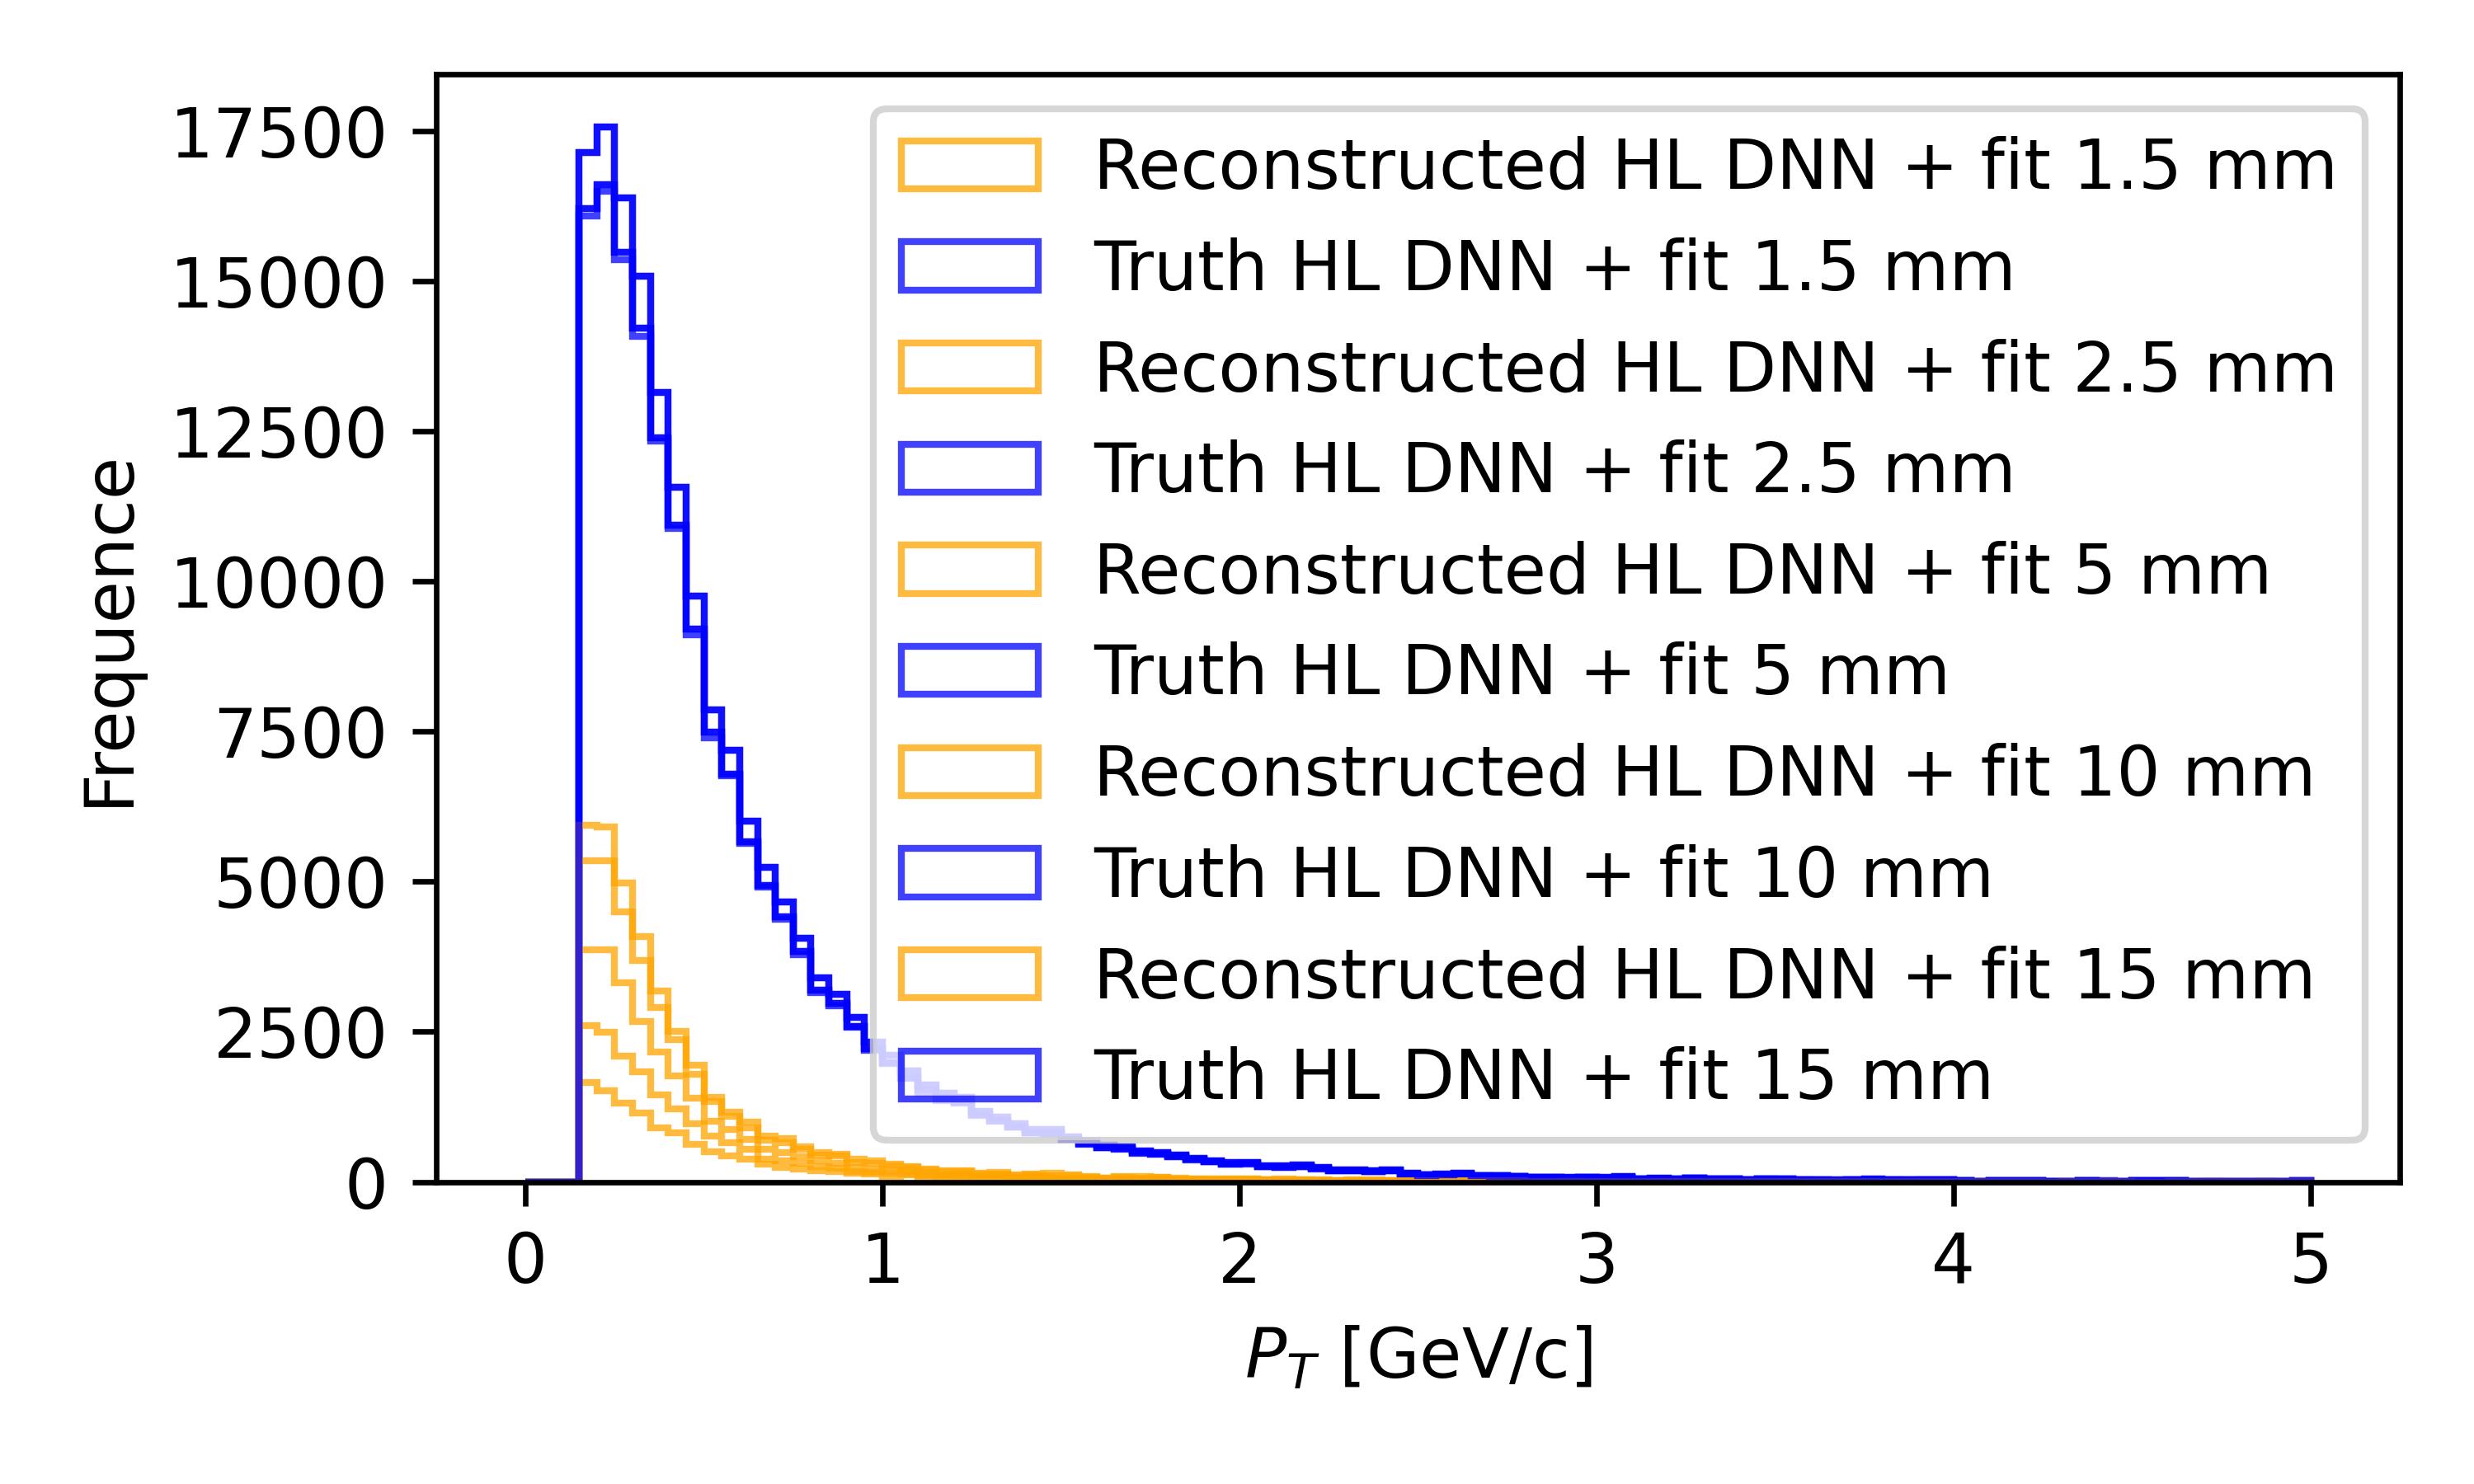 17500
15000
12500
10000
7500
5000
2500
0
Frequence
Reconstructed HL DNN + fit 1.5 mm
Truth HL DNN + fit 1.5 mm
Reconstructed HL DNN + fit 2.5 mm
Truth HL DNN + fit 2.5 mm
Reconstructed HL DNN + fit 5 mm
Truth HL DNN + fit 5 mm
Reconstructed HL DNN + fit 10 mm
Truth HL DNN + fit 10 mm
Reconstructed HL DNN + fit 15 mm
Truth HL DNN + fit 15 mm
0 1 2 3 4 5
P_T [GeV/c]